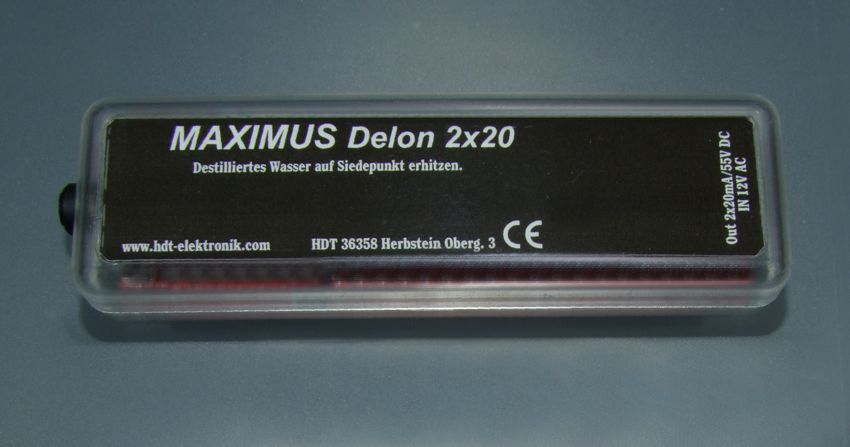 MAXIMUS Delon 2x20
Destilliertes Wasser auf Siedepunkt erhitzen.
www.hdt-elektronik.com
HDT 36358 Herbstein Oberg. 3 CE
Out 2x20mA/55V DC
IN 12V AC